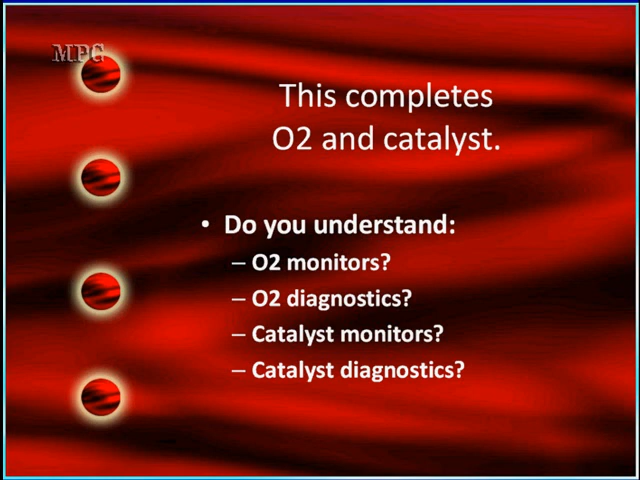 MPG
This completes
O2 and catalyst.
• Do you understand:
– O2 monitors?
– O2 diagnostics?
– Catalyst monitors?
– Catalyst diagnostics?